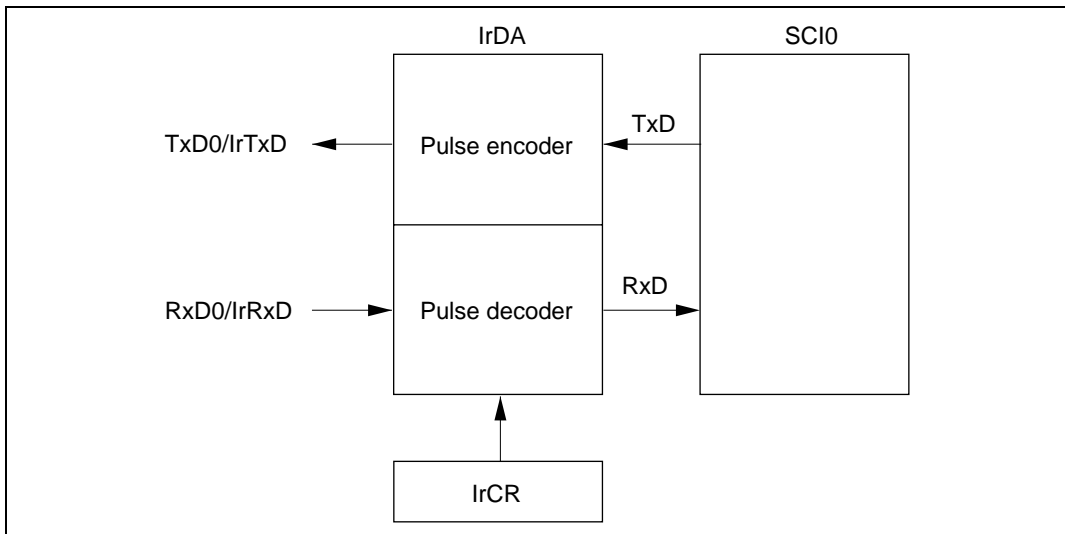 IrDA
SCI0
TxD
TxD0/IrTxD
Pulse encoder
RxD
RxD0/IrRxD
Pulse decoder
IrCR